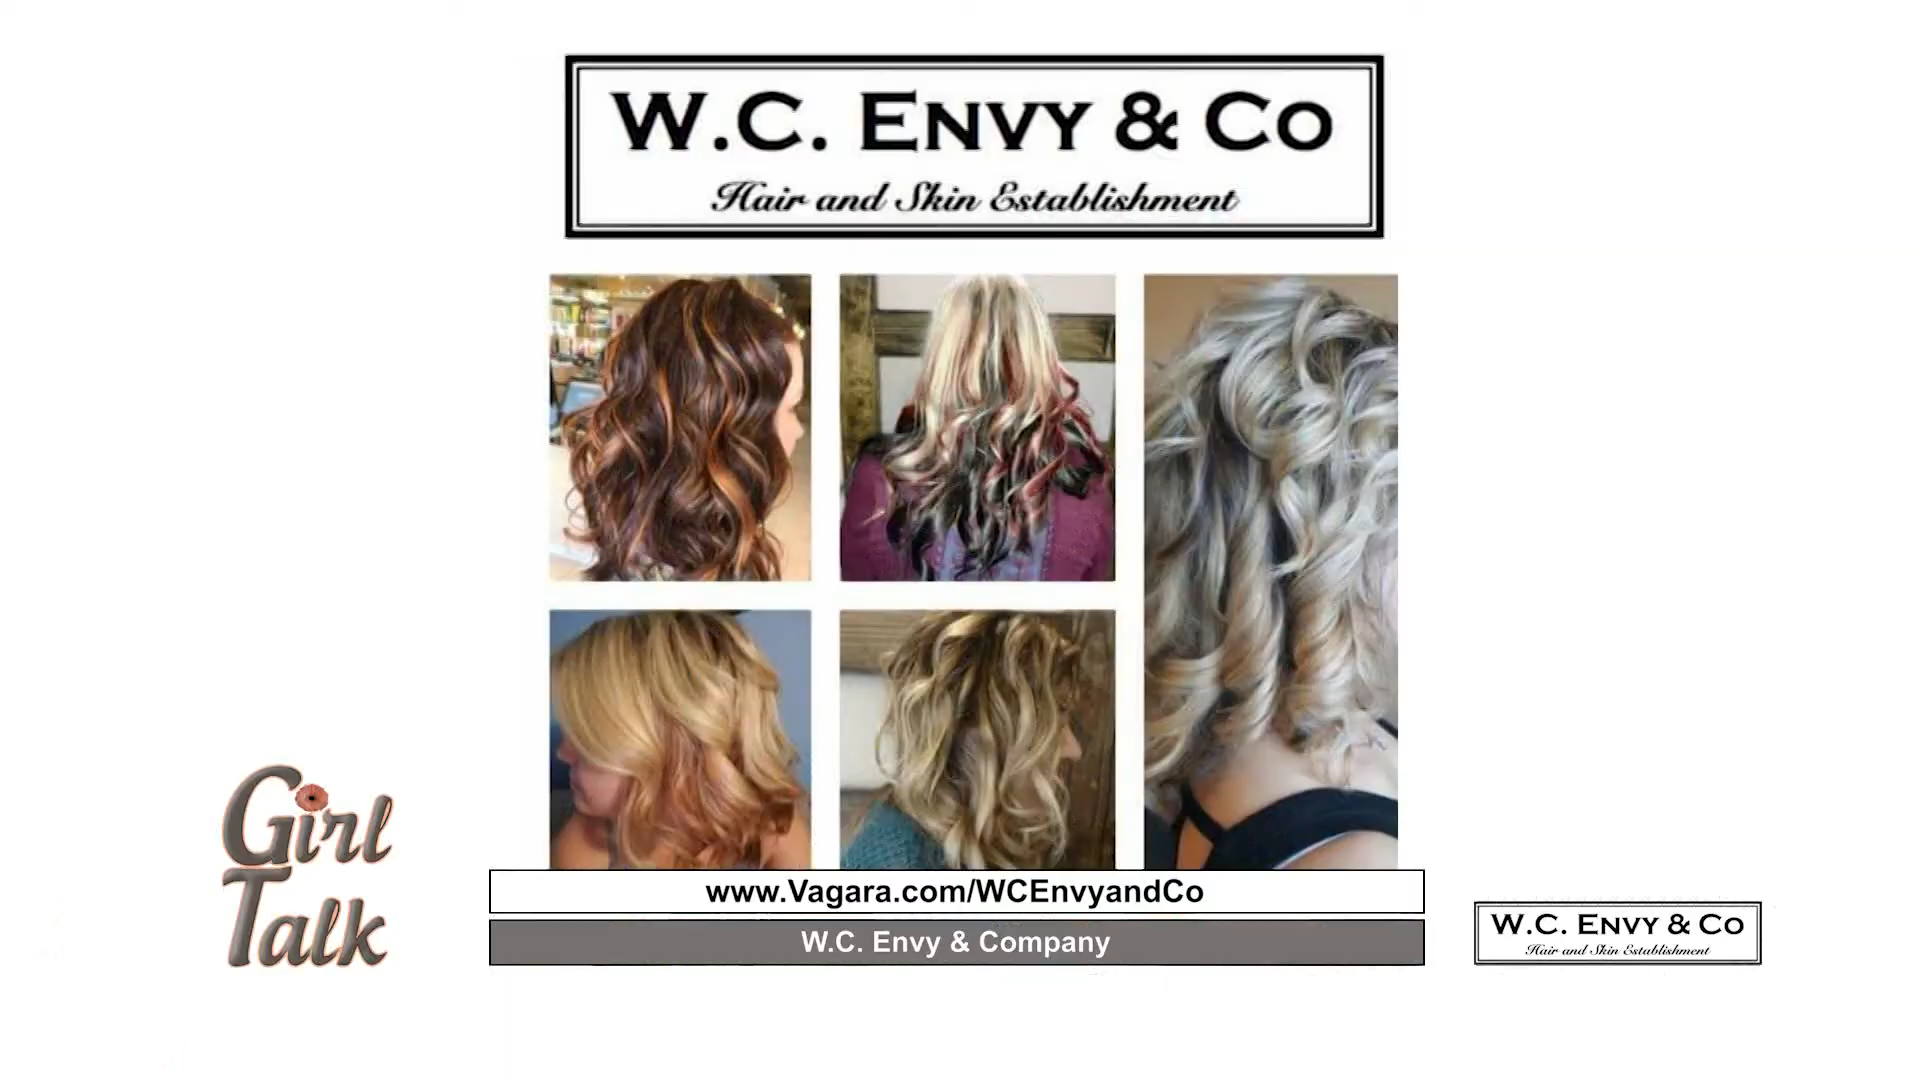 W.C. ENVY & CO
Hair and Skin Establishment
Girl
Talk
www.Vagara.com/WCEnvyandCo
W.C. Envy & Company
W.C. ENVY & CO
Hair and Skin Establishment